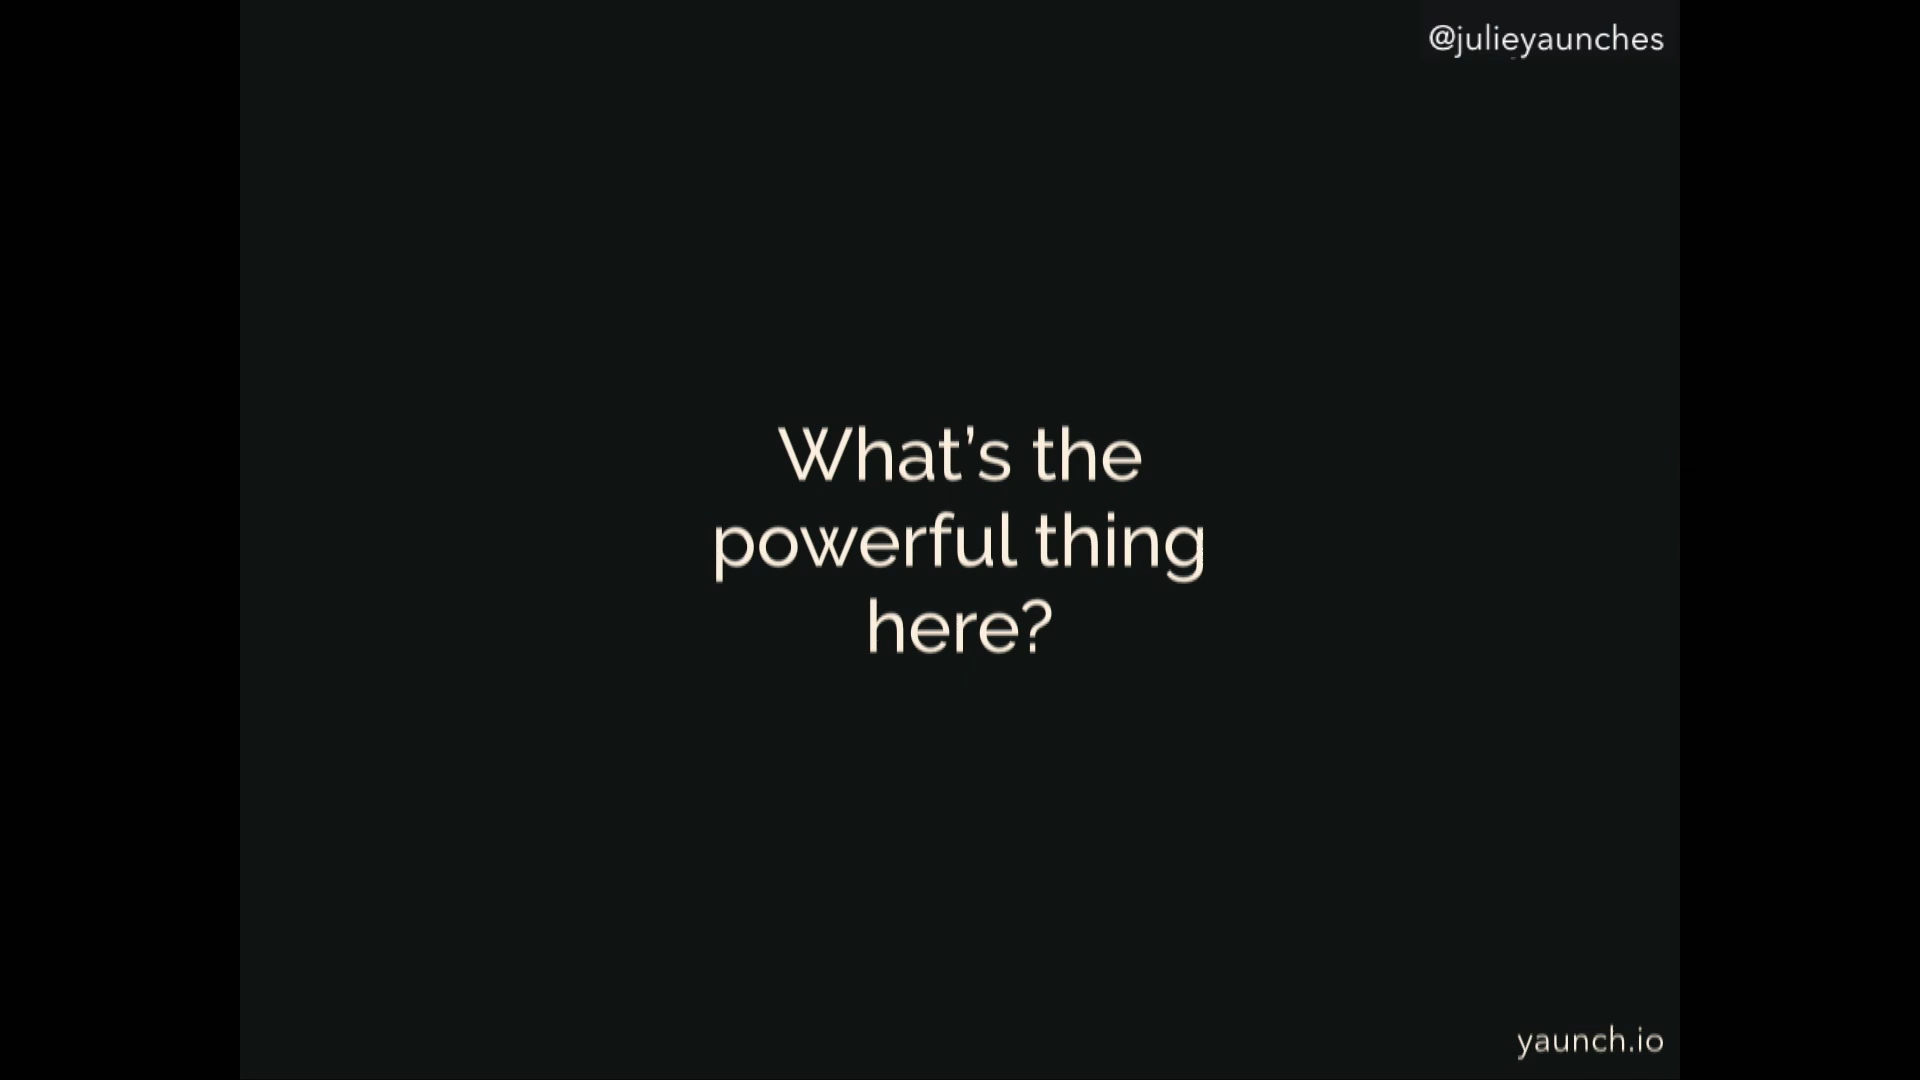 @julieyaunches
What’s the
powerful thing
here?
yaunch.io